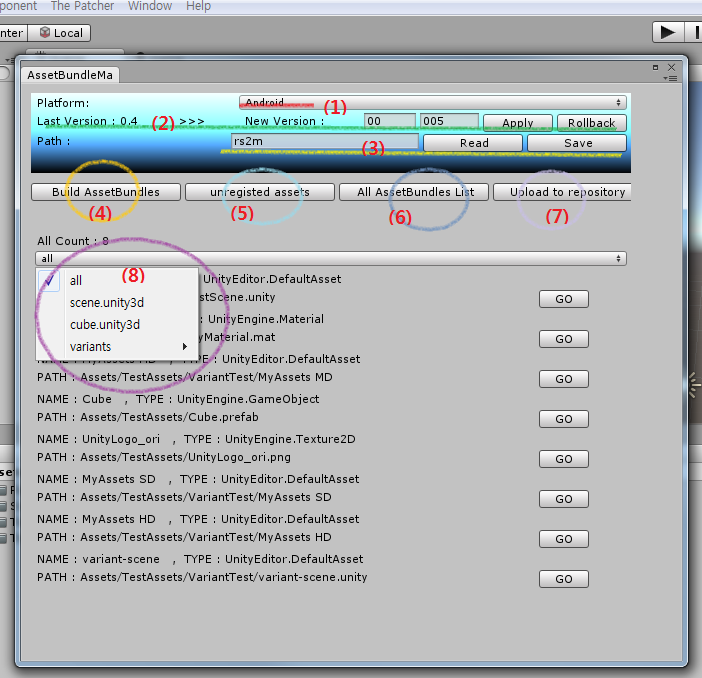 ponent The Patcher Window Help
nter Local
AssetBundleMa
Platform: Android (1)
Last Version : 0.4 (2) >>> New Version : 00 005 Apply Rollback
Path : rs2m (3) Read Save
Build AssetBundles unregisted assets All AssetBundles List Upload to repository
(4) (5) (6) (7)
All Count : 8
all
all (8)
scene.unity3d
cube.unity3d
variants
UnityEditor.DefaultAsset
stScene.unity GO
: UnityEngine.Material
yMaterial.mat GO
NAME : MyAssets MD , TYPE : UnityEditor.DefaultAsset
PATH : Assets/TestAssets/VariantTest/MyAssets MD GO
NAME : Cube , TYPE : UnityEngine.GameObject
PATH : Assets/TestAssets/Cube.prefab GO
NAME : UnityLogo_ori , TYPE : UnityEngine.Texture2D
PATH : Assets/TestAssets/UnityLogo_ori.png GO
NAME : MyAssets SD , TYPE : UnityEditor.DefaultAsset
PATH : Assets/TestAssets/VariantTest/MyAssets SD GO
NAME : MyAssets HD , TYPE : UnityEditor.DefaultAsset
PATH : Assets/TestAssets/VariantTest/MyAssets HD GO
NAME : variant-scene , TYPE : UnityEditor.DefaultAsset
PATH : Assets/TestAssets/VariantTest/variant-scene.unity GO